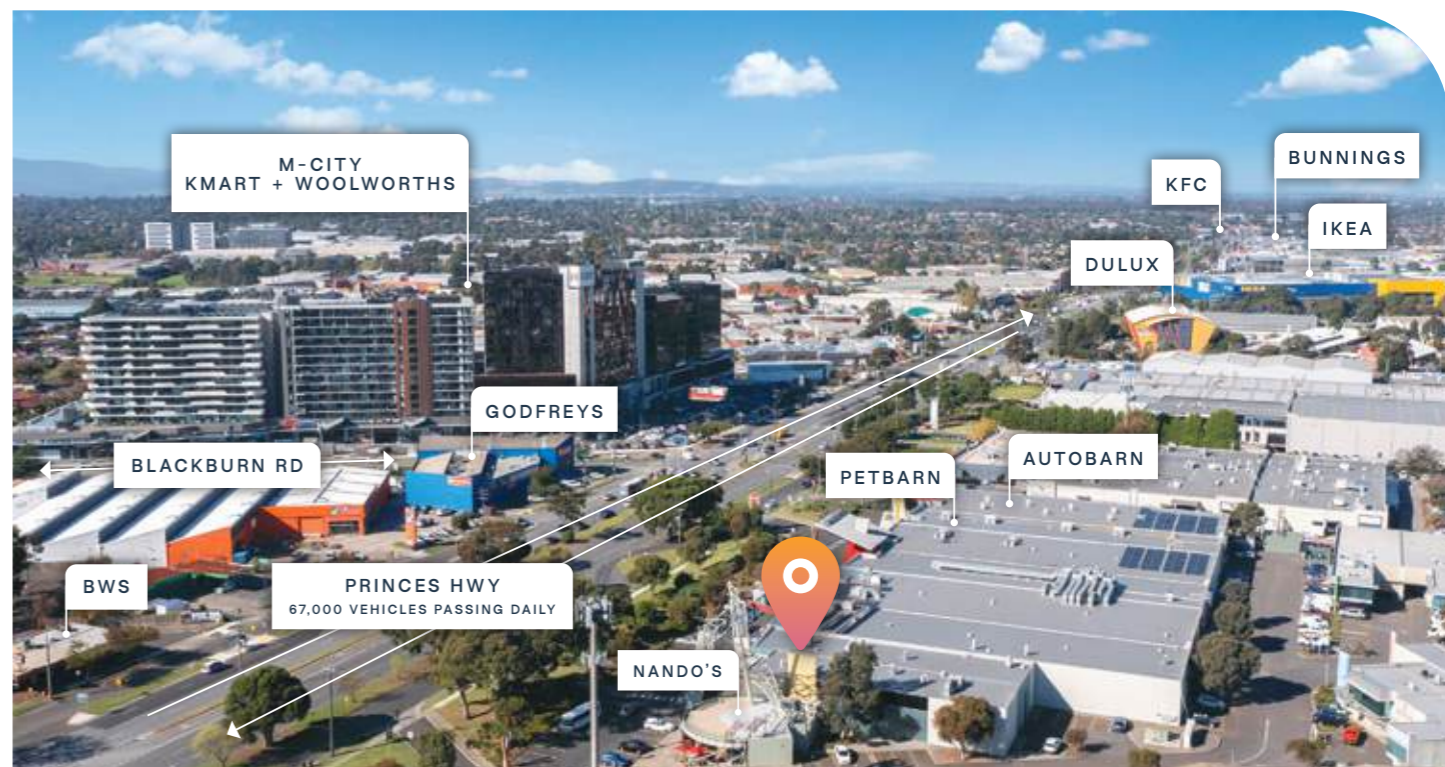 M-CITY
KMART + WOOLWORTHS
BUNNINGS
KFC
IKEA
DULUX
GODFREYS
BLACKBURN RD
AUTOBARN
PETBARN
BWS
PRINCES HWY
67,000 VEHICLES PASSING DAILY
NANDO'S